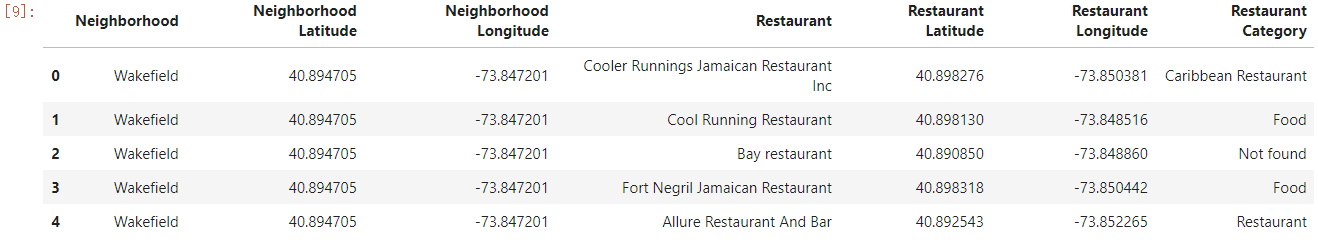 [9]:
Neighborhood Neighborhood Latitude Neighborhood Longitude Restaurant Restaurant Latitude Restaurant Longitude Restaurant Category
0 Wakefield 40.894705 -73.847201 Cooler Runnings Jamaican Restaurant Inc 40.898276 -73.850381 Caribbean Restaurant
1 Wakefield 40.894705 -73.847201 Cool Running Restaurant 40.898130 -73.848516 Food
2 Wakefield 40.894705 -73.847201 Bay restaurant 40.890850 -73.848860 Not found
3 Wakefield 40.894705 -73.847201 Fort Negril Jamaican Restaurant 40.898318 -73.850442 Food
4 Wakefield 40.894705 -73.847201 Allure Restaurant And Bar 40.892543 -73.852265 Restaurant